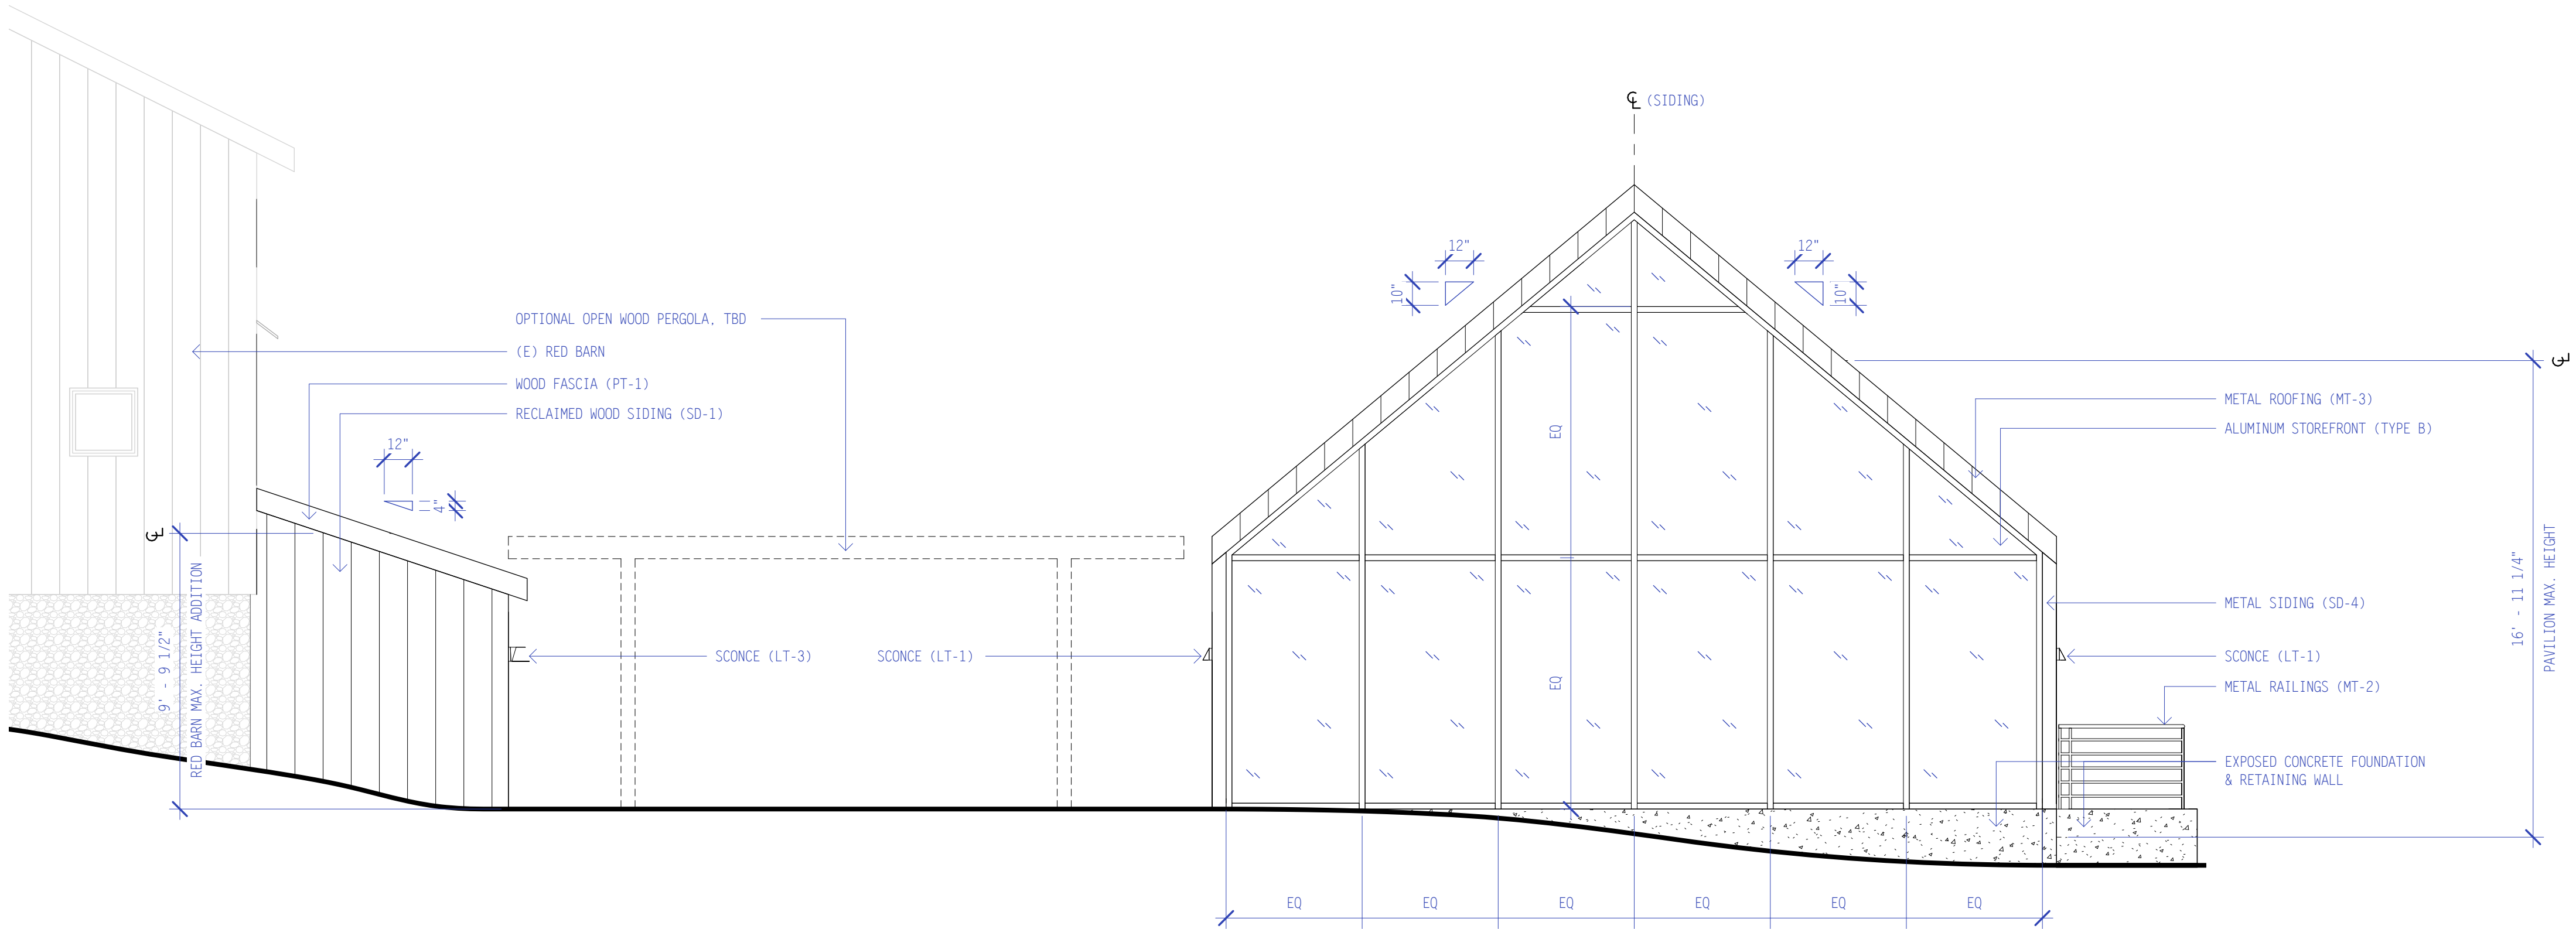 ℄ (SIDING)
12"
10"
12"
10"
OPTIONAL OPEN WOOD PERGOLA, TBD
(E) RED BARN
WOOD FASCIA (PT-1)
RECLAIMED WOOD SIDING (SD-1)
12"
4"
℄
9' - 9 1/2"
RED BARN MAX. HEIGHT ADDITION
SCONCE (LT-3)
SCONCE (LT-1)
EQ
EQ
℄
METAL ROOFING (MT-3)
ALUMINUM STOREFRONT (TYPE B)
METAL SIDING (SD-4)
SCONCE (LT-1)
METAL RAILINGS (MT-2)
EXPOSED CONCRETE FOUNDATION
& RETAINING WALL
16' - 11 1/4"
PAVILION MAX. HEIGHT
EQ
EQ
EQ
EQ
EQ
EQ